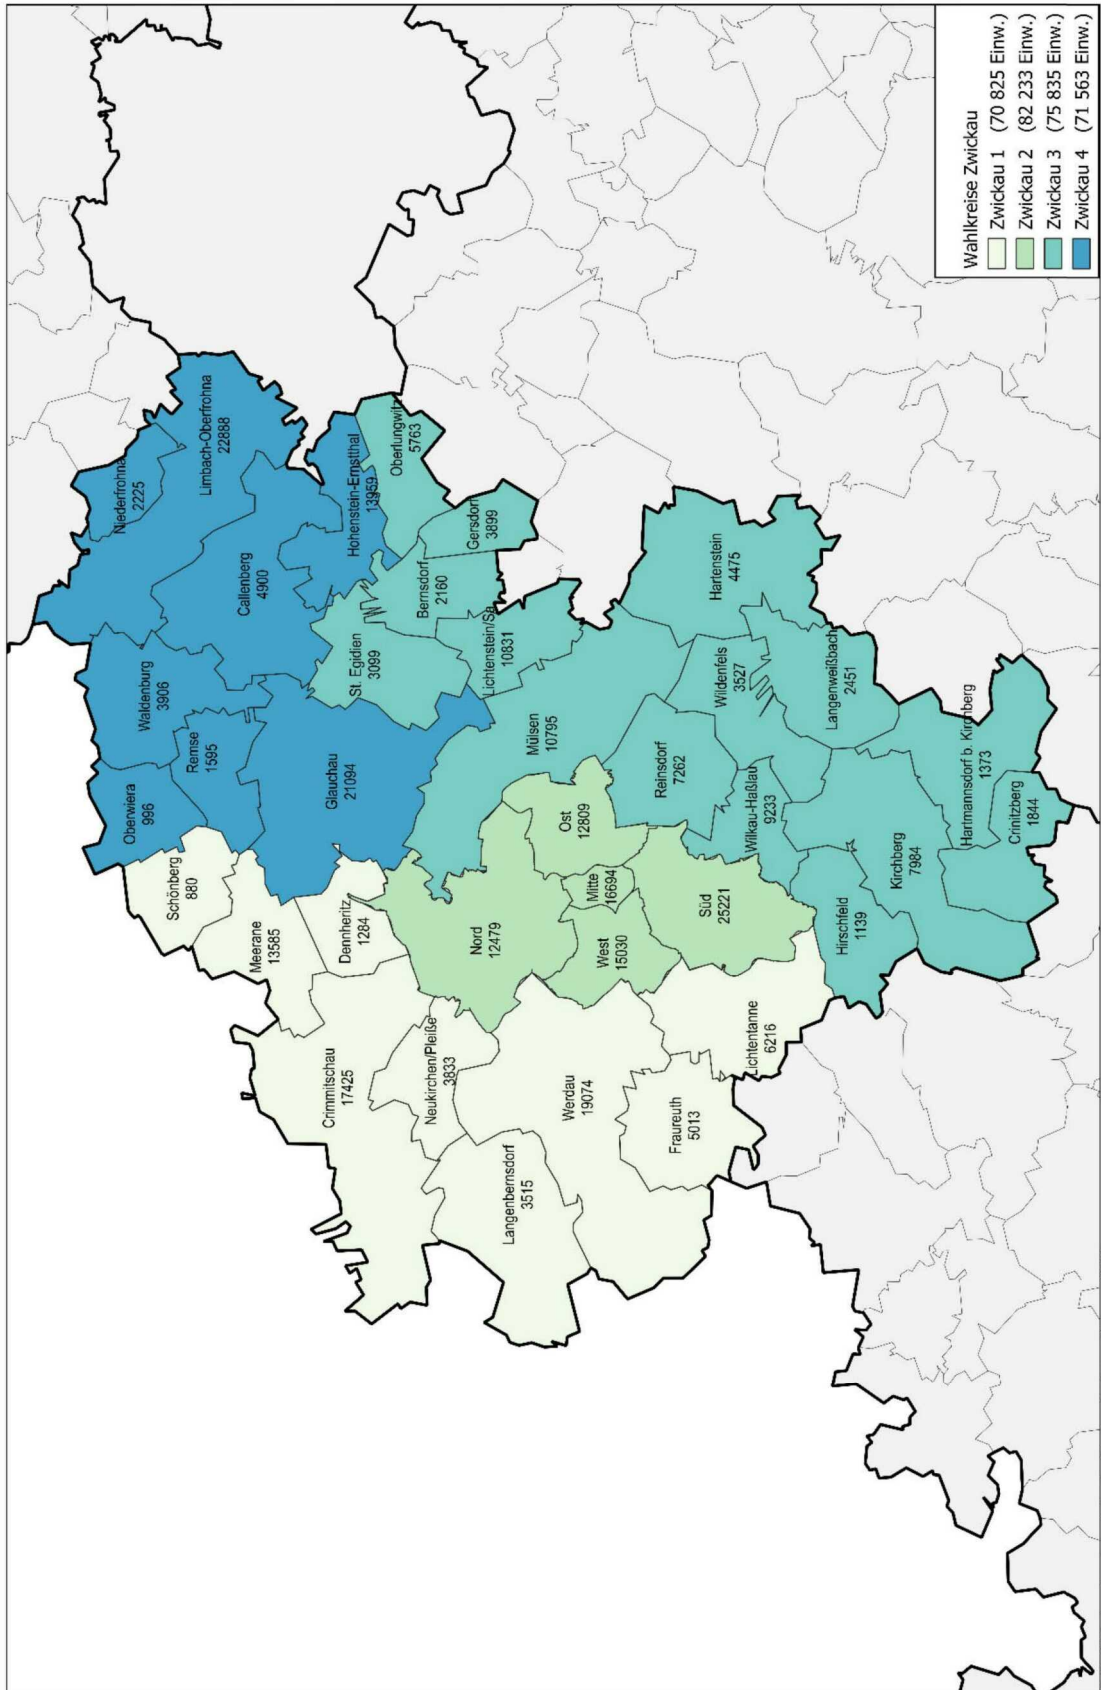 Niederfrohna
2225
Limbach-Oberfrohna
22888
Callenberg
4900
Hohenstein-Ernstthal
13959
Oberlungwitz
5763
Gersdorf
3899
Bernsdorf
2160
Lichtenstein/Sa.
10831
St. Egidien
3099
Waldenburg
3906
Remse
1595
Oberwiera
996
Glauchau
21094
Schönberg
880
Meerane
13585
Dennheritz
1284
Crimmitschau
17425
Neukirchen/Pleiße
3833
Langenbernsdorf
3515
Werdau
19074
Fraureuth
5013
Lichtentanne
6216
Nord
12479
Ost
12809
Mitte
16694
West
15030
Süd
25221
Mülsen
10795
Reinsdorf
7262
Wildenfels
3527
Hartenstein
4475
Langenweißbach
2451
Wilkau-Haßlau
9233
Hirschfeld
1139
Kirchberg
7984
Hartmannsdorf b. Kirchberg
1373
Crinitzberg
1844
Wahlkreise Zwickau
Zwickau 1 (70 825 Einw.)
Zwickau 2 (82 233 Einw.)
Zwickau 3 (75 835 Einw.)
Zwickau 4 (71 563 Einw.)